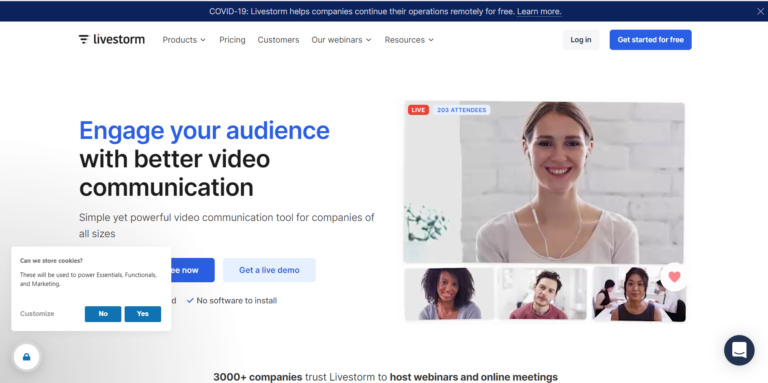 COVID-19: Livestorm helps companies continue their operations remotely for free. Learn more.
livestorm
Products
Pricing
Customers
Our webinars
Resources
Log in
Get started for free
LIVE
203 ATTENDEES
Engage your audience
with better video
communication
Simple yet powerful video communication tool for companies of
all sizes
now
Get a live demo
No software to install
Can we store cookies?
These will be used to power Essentials, Functionals,
and Marketing.
Customize
No
Yes
3000+ companies trust Livestorm to host webinars and online meetings